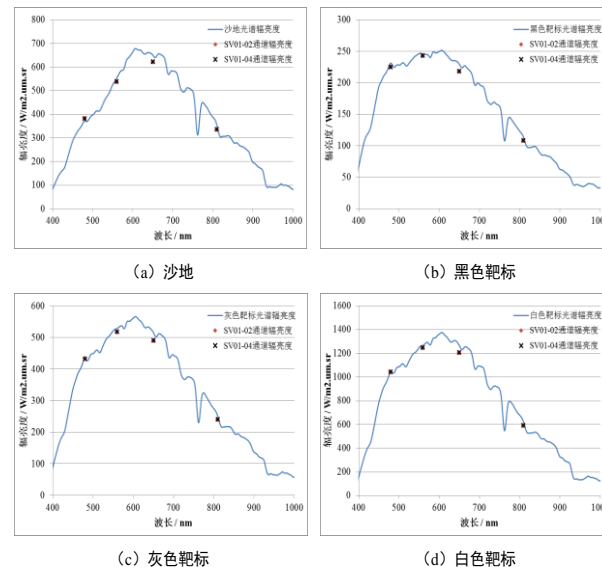 沙地光谱辐亮度
SV01-02通道辐亮度
SV01-04通道辐亮度
辐亮度 / W/m2.um.sr
800
700
600
500
400
300
200
100
0
400 500 600 700 800 900 1000
波长 / nm
(a) 沙地
黑色靶标光谱辐亮度
SV01-02通道辐亮度
SV01-04通道辐亮度
辐亮度 / W/m2.um.sr
300
250
200
150
100
50
0
400 500 600 700 800 900 1000
波长 / nm
(b) 黑色靶标
灰色靶标光谱辐亮度
SV01-02通道辐亮度
SV01-04通道辐亮度
辐亮度 / W/m2.um.sr
600
500
400
300
200
100
0
400 500 600 700 800 900 1000
波长 / nm
(c) 灰色靶标
白色靶标光谱辐亮度
SV01-02通道辐亮度
SV01-04通道辐亮度
辐亮度 / W/m2.um.sr
1600
1400
1200
1000
800
600
400
200
0
400 500 600 700 800 900 1000
波长 / nm
(d) 白色靶标